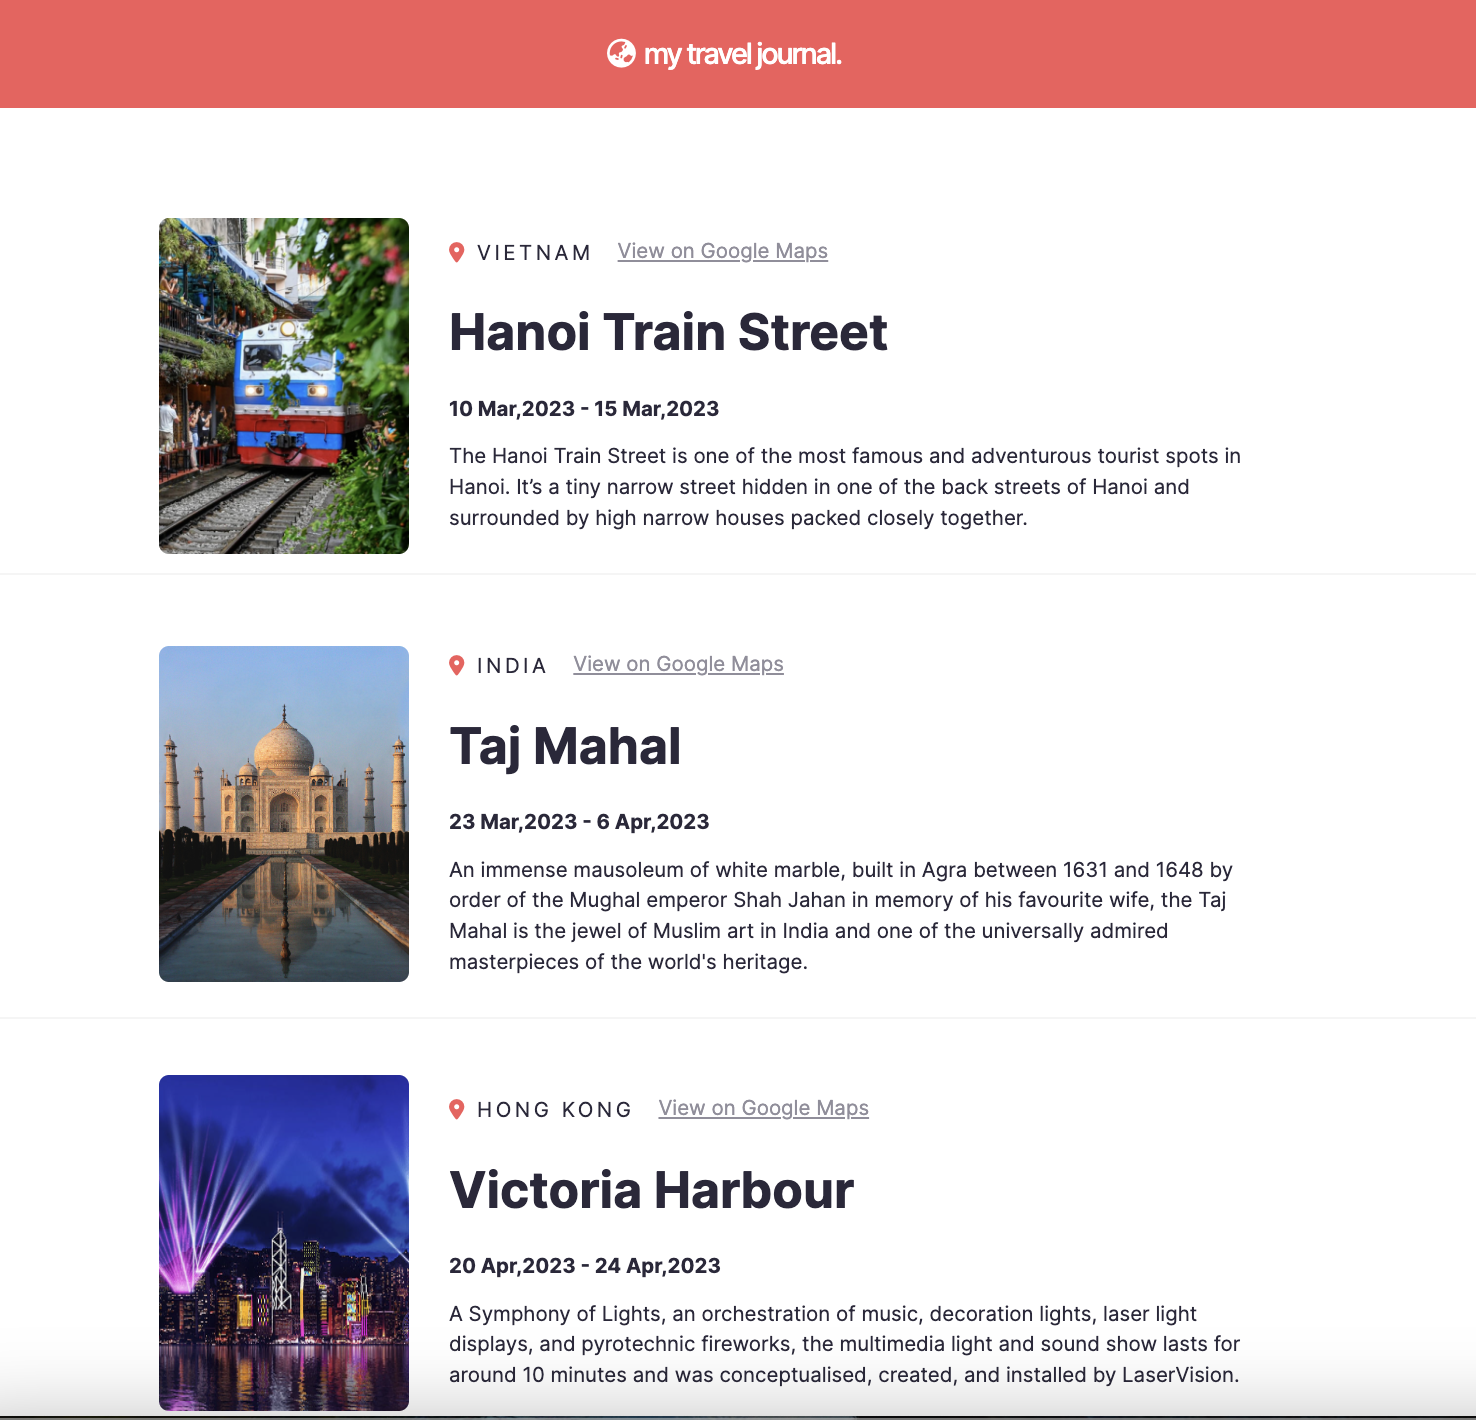 my travel journal.
VIETNAM View on Google Maps
Hanoi Train Street
10 Mar,2023 - 15 Mar,2023
The Hanoi Train Street is one of the most famous and adventurous tourist spots in
Hanoi. It’s a tiny narrow street hidden in one of the back streets of Hanoi and
surrounded by high narrow houses packed closely together.
INDIA View on Google Maps
Taj Mahal
23 Mar,2023 - 6 Apr,2023
An immense mausoleum of white marble, built in Agra between 1631 and 1648 by
order of the Mughal emperor Shah Jahan in memory of his favourite wife, the Taj
Mahal is the jewel of Muslim art in India and one of the universally admired
masterpieces of the world's heritage.
HONG KONG View on Google Maps
Victoria Harbour
20 Apr,2023 - 24 Apr,2023
A Symphony of Lights, an orchestration of music, decoration lights, laser light
displays, and pyrotechnic fireworks, the multimedia light and sound show lasts for
around 10 minutes and was conceptualised, created, and installed by LaserVision.